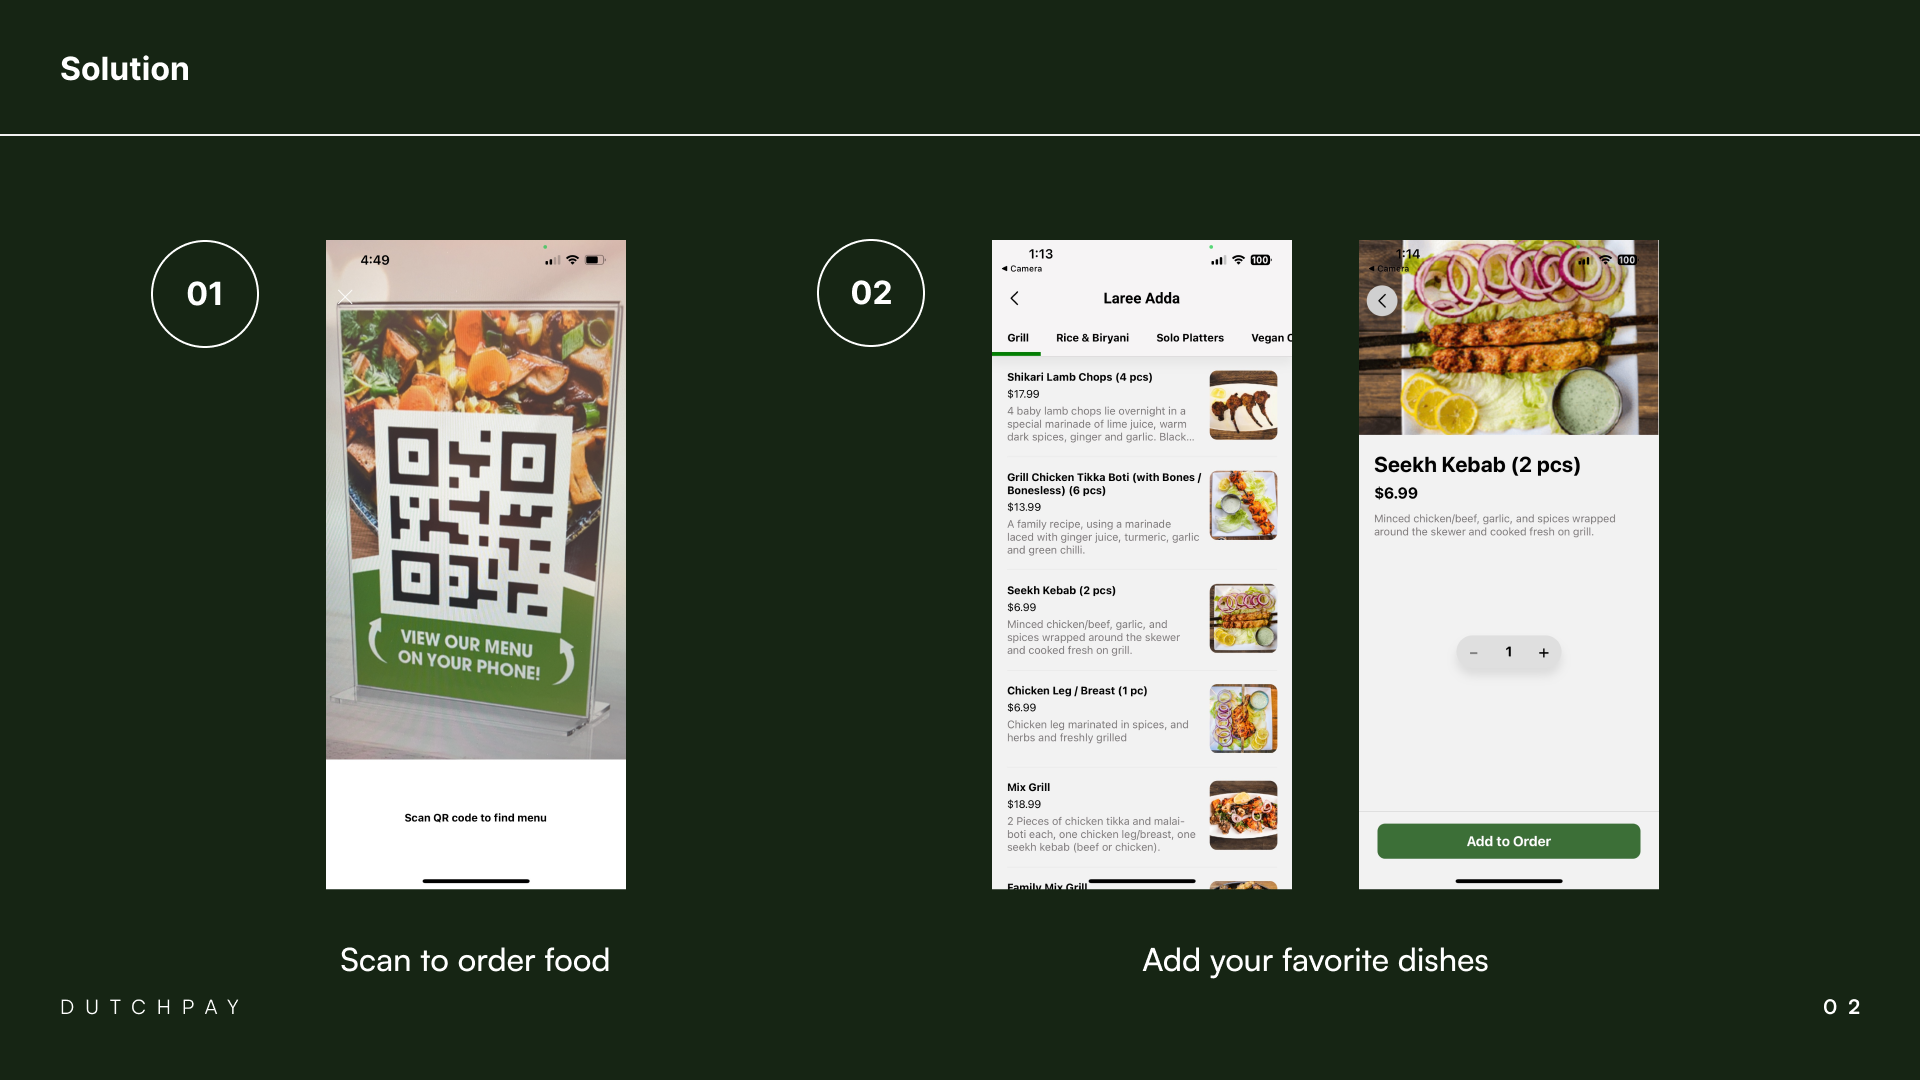 Solution
01
4:49
VIEW OUR MENU
ON YOUR PHONE!
Scan QR code to find menu
Scan to order food
02
1:13
100
◀ Camera
Laree Adda
Grill
Rice & Biryani
Solo Platters
Vegan
Shikari Lamb Chops (4 pcs)
$17.99
4 baby lamb chops lie overnight in a
special marinade of lime juice, warm
dark spices, ginger and garlic. Black...
Grill Chicken Tikka Boti (with Bones /
Bonesless) (6 pcs)
$13.99
A family recipe, using a marinade
laced with ginger juice, turmeric, garlic
and green chilli.
Seekh Kebab (2 pcs)
$6.99
Minced chicken/beef, garlic, and
spices wrapped around the skewer
and cooked fresh on grill.
Chicken Leg / Breast (1 pc)
$6.99
Chicken leg marinated in spices, and
herbs and freshly grilled
Mix Grill
$18.99
2 Pieces of chicken tikka and malai-
boti each, one chicken leg/breast, one
seekh kebab (beef or chicken).
Family Mix Grill
1:14
100
◀ Camera
Seekh Kebab (2 pcs)
$6.99
Minced chicken/beef, garlic, and spices wrapped
around the skewer and cooked fresh on grill.
− 1 +
Add to Order
Add your favorite dishes
DUTCHPAY
02